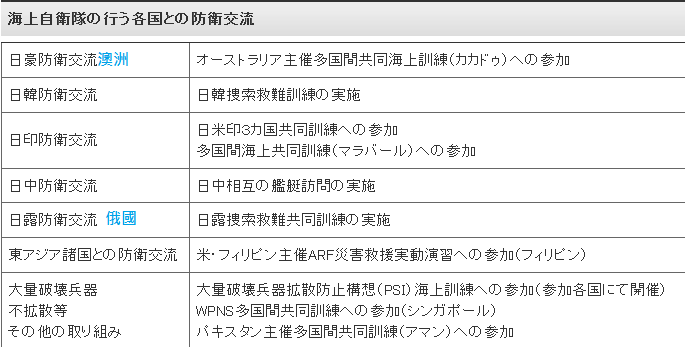 海上自衛隊の行う各国との防衛交流
日豪防衛交流澳洲 オーストラリア主催多国間共同海上訓練(カカドゥ)への参加
日韓防衛交流 日韓捜索救難訓練の実施
日印防衛交流 日米印3カ国共同訓練への参加
多国間海上共同訓練(マラバール)への参加
日中防衛交流 日中相互の艦艇訪問の実施
日露防衛交流 俄國 日露捜索救難共同訓練の実施
東アジア諸国との防衛交流 米・フィリピン主催ARF災害救援実動演習への参加(フィリピン)
大量破壊兵器 大量破壊兵器拡散防止構想(PSI)海上訓練への参加(参加各国にて開催)
不拡散等 WPNS多国間共同訓練への参加(シンガポール)
その他の取り組み パキスタン主催多国間共同訓練(アマン)への参加